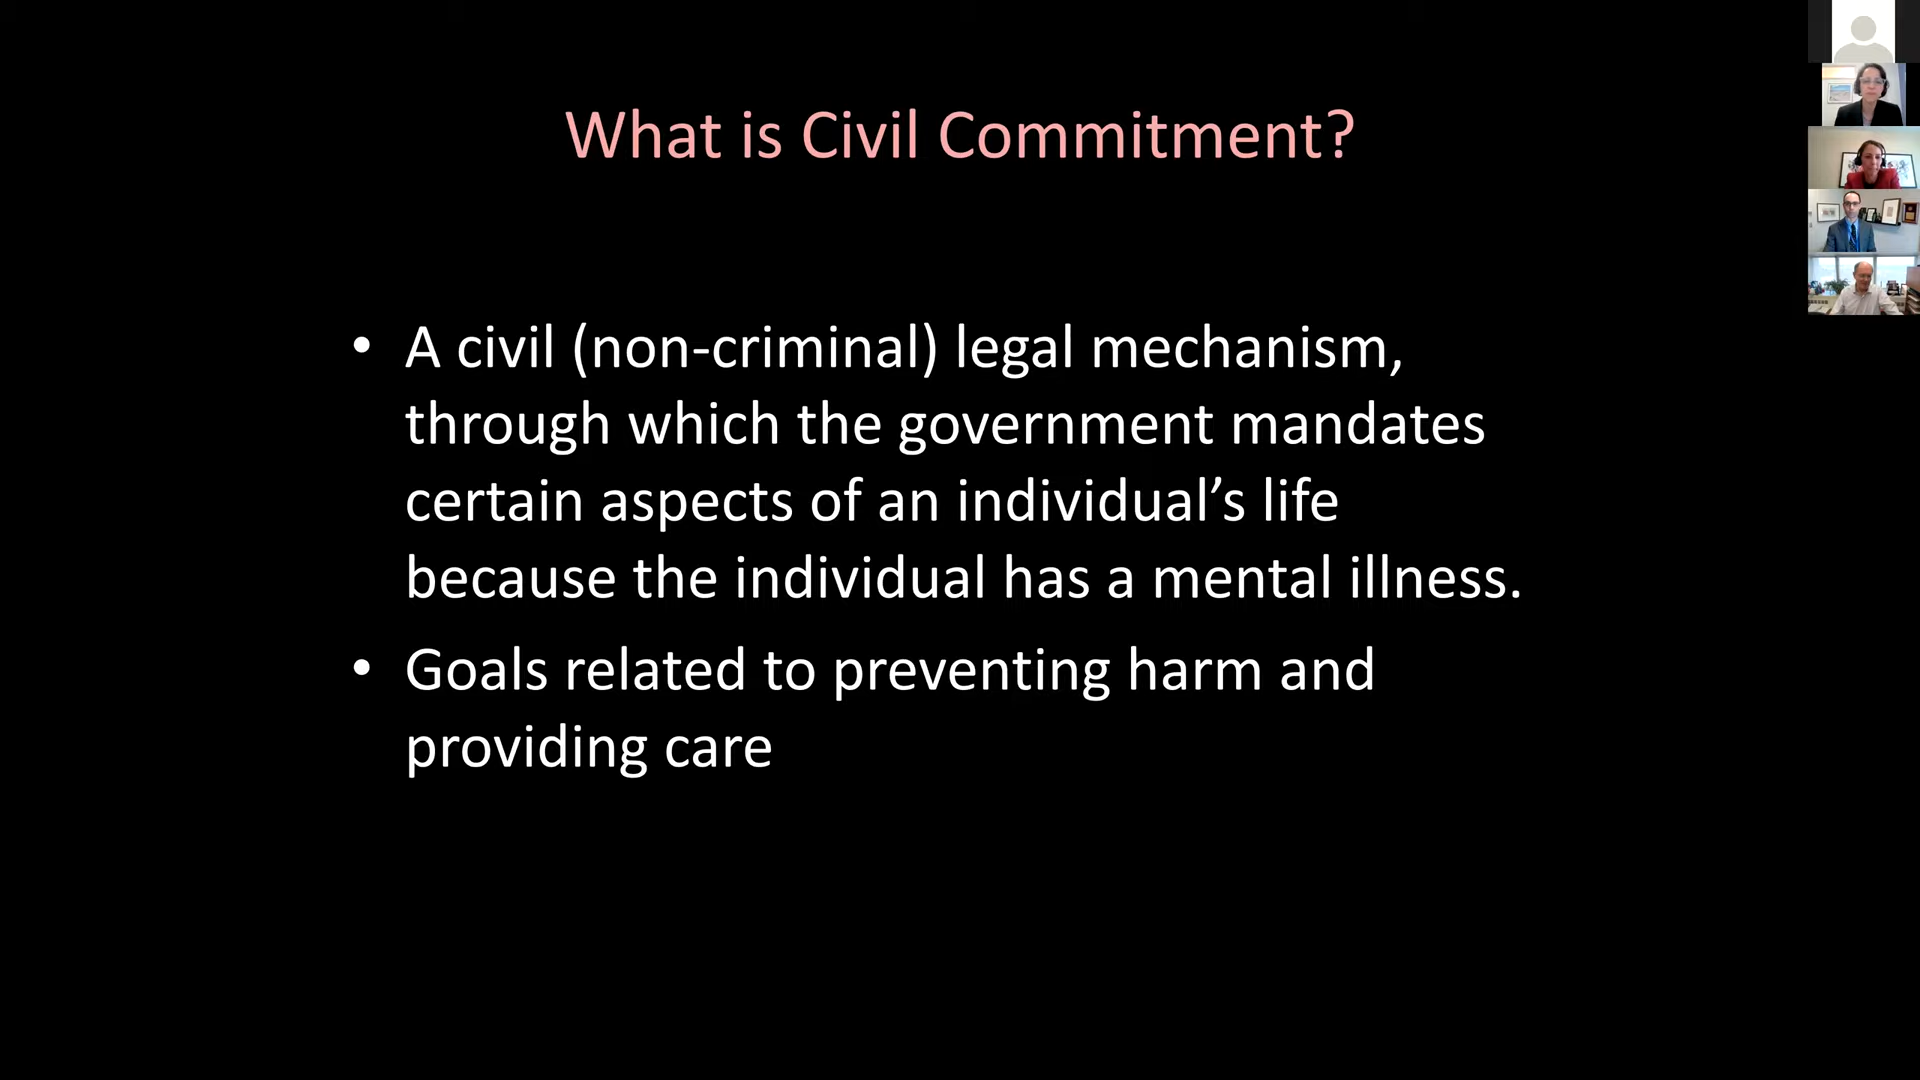 What is Civil Commitment?
• A civil (non-criminal) legal mechanism,
through which the government mandates
certain aspects of an individual’s life
because the individual has a mental illness.
• Goals related to preventing harm and
providing care